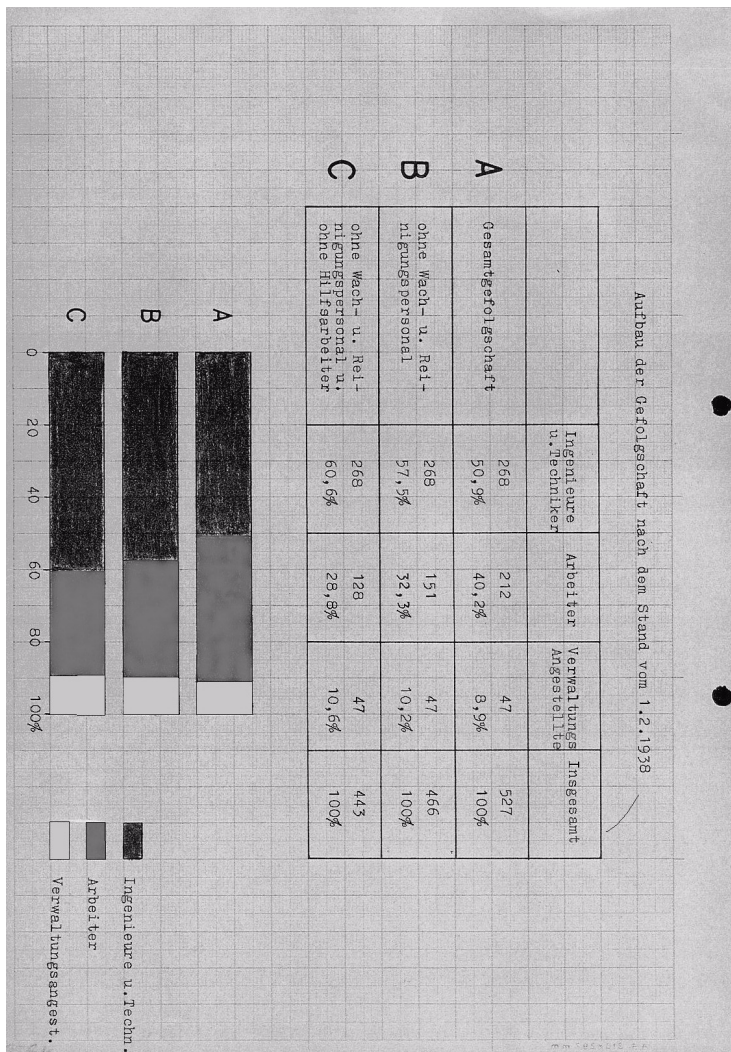 Aufbau der Gefolgschaft nach dem Stand vom 1.2.1938
Ingenieure Arbeiter Verwaltungs Insgesamt
u.Techniker Angestellte
A Gesamtgefolgschaft 268 212 47 527
50,9% 40,2% 8,9% 100%
B ohne Wach- u. Rei- 268 151 47 466
nigungspersonal 57,5% 32,3% 10,2% 100%
C ohne Wach- u. Rei- 268 128 47 443
nigungspersonal u. 60,6% 28,8% 10,6% 100%
ohne Hilfsarbeiter
A
B
C
0 20 40 60 80 100%
Ingenieure u.Techn.
Arbeiter
Verwaltungsangest.